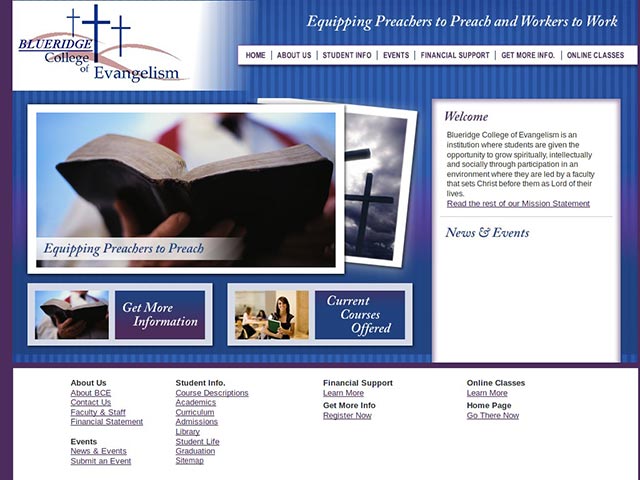 BLUERIDGE
College
of Evangelism
Equipping Preachers to Preach and Workers to Work
HOME | ABOUT US | STUDENT INFO | EVENTS | FINANCIAL SUPPORT | GET MORE INFO. | ONLINE CLASSES
Equipping Preachers to Preach
Get More
Information
Current
Courses
Offered
Welcome
Blueridge College of Evangelism is an
institution where students are given the
opportunity to grow spiritually, intellectually
and socially through participation in an
environment where they are led by a faculty
that sets Christ before them as Lord of their
lives.
Read the rest of our Mission Statement
News & Events
About Us
About BCE
Contact Us
Faculty & Staff
Financial Statement
Events
News & Events
Submit an Event
Student Info.
Course Descriptions
Academics
Curriculum
Admissions
Library
Student Life
Graduation
Sitemap
Financial Support
Learn More
Get More Info
Register Now
Online Classes
Learn More
Home Page
Go There Now